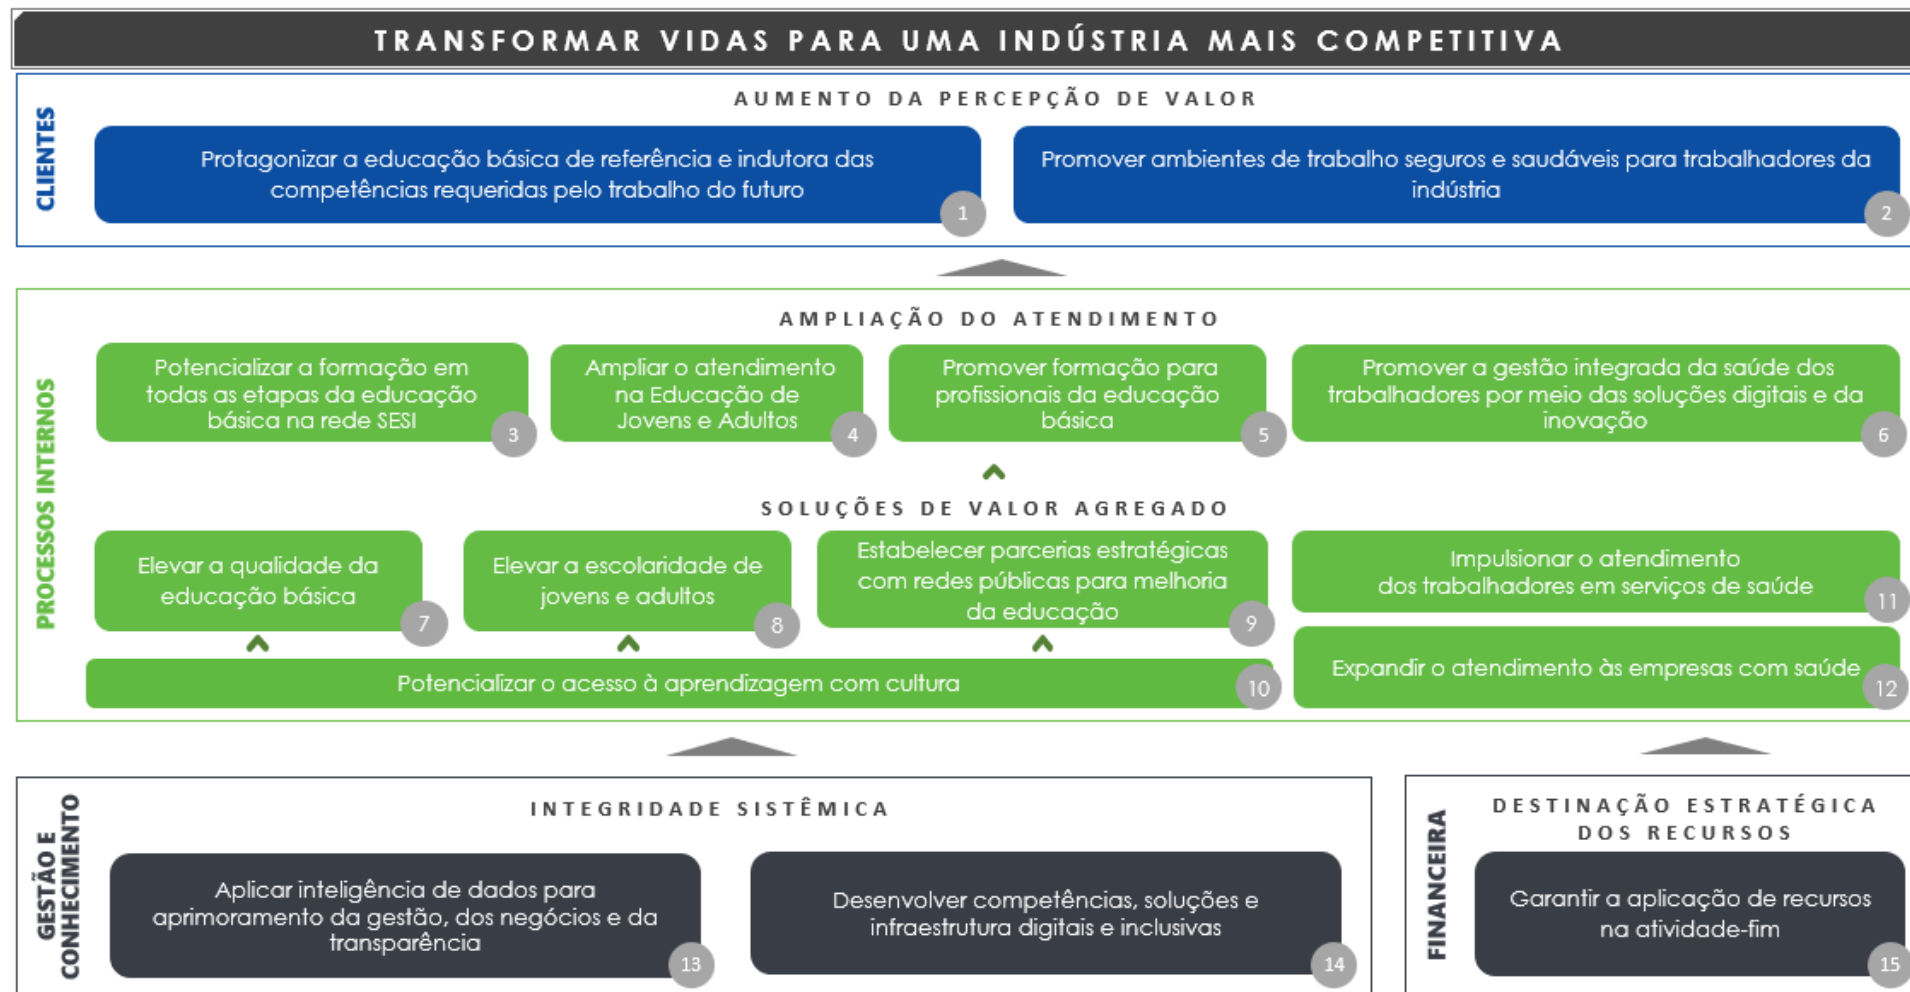 TRANSFORMAR VIDAS PARA UMA INDÚSTRIA MAIS COMPETITIVA
CLIENTES
AUMENTO DA PERCEPÇÃO DE VALOR
Protagonizar a educação básica de referência e indutora das
competências requeridas pelo trabalho do futuro
1
Promover ambientes de trabalho seguros e saudáveis para trabalhadores da
indústria
2
PROCESSOS INTERNOS
AMPLIAÇÃO DO ATENDIMENTO
Potencializar a formação em
todas as etapas da educação
básica na rede SESI
3
Ampliar o atendimento
na Educação de
Jovens e Adultos
4
Promover formação para
profissionais da educação
básica
5
Promover a gestão integrada da saúde dos
trabalhadores por meio das soluções digitais e da
inovação
6
SOLUÇÕES DE VALOR AGREGADO
Elevar a qualidade da
educação básica
7
Elevar a escolaridade de
jovens e adultos
8
Estabelecer parcerias estratégicas
com redes públicas para melhoria
da educação
9
Impulsionar o atendimento
dos trabalhadores em serviços de saúde
11
Potencializar o acesso à aprendizagem com cultura
10
Expandir o atendimento às empresas com saúde
12
GESTÃO E
CONHECIMENTO
INTEGRIDADE SISTÊMICA
Aplicar inteligência de dados para
aprimoramento da gestão, dos negócios e da
transparência
13
Desenvolver competências, soluções e
infraestrutura digitais e inclusivas
14
FINANCEIRA
DESTINAÇÃO ESTRATÉGICA
DOS RECURSOS
Garantir a aplicação de recursos
na atividade-fim
15